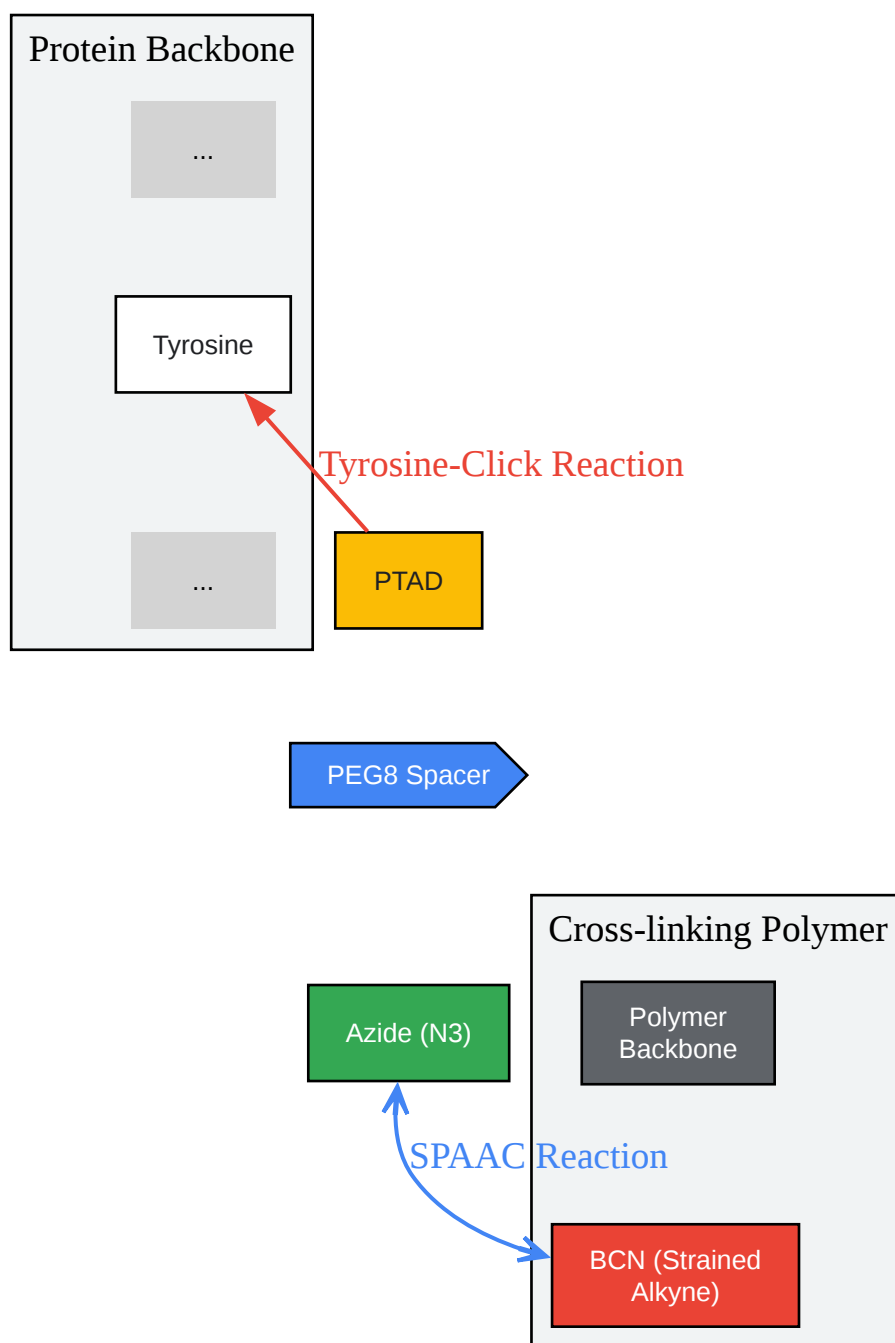 Protein Backbone
...
Tyrosine
Tyrosine-Click Reaction
...
PTAD
PEG8 Spacer
Cross-linking Polymer
Azide (N3)
Polymer
Backbone
SPAAC Reaction
BCN (Strained
Alkyne)